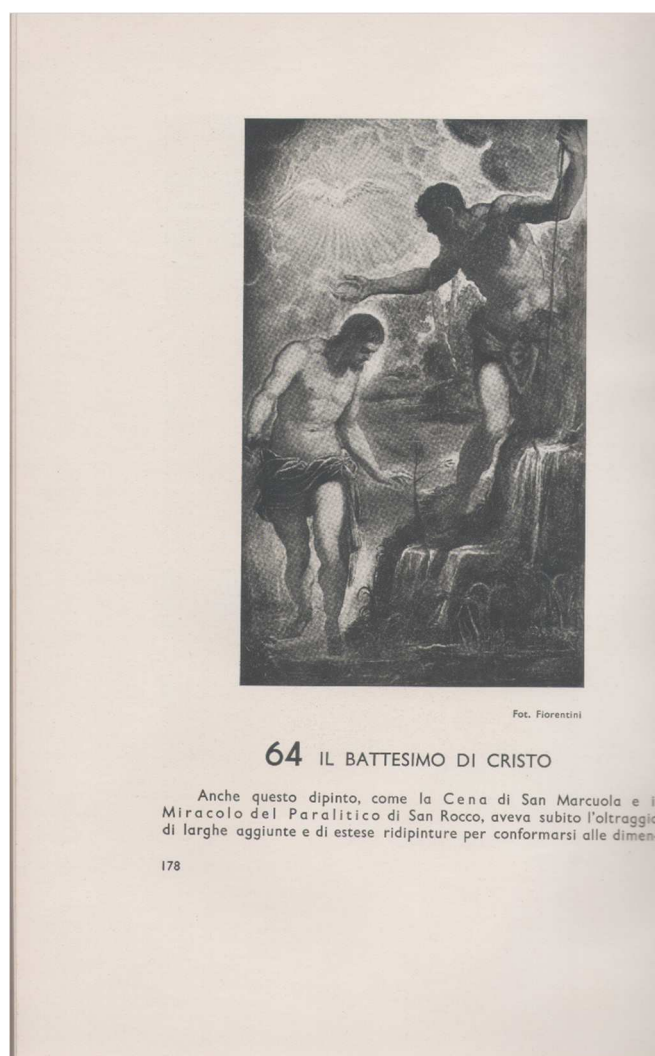 Fot. Fiorentini
64 IL BATTESIMO DI CRISTO
Anche questo dipinto, come la Cena di San Marcuola e i
Miracolo del Paralitico di San Rocco, aveva subito l'oltraggio
di larghe aggiunte e di estese ridipinture per conformarsi alle dimen
178